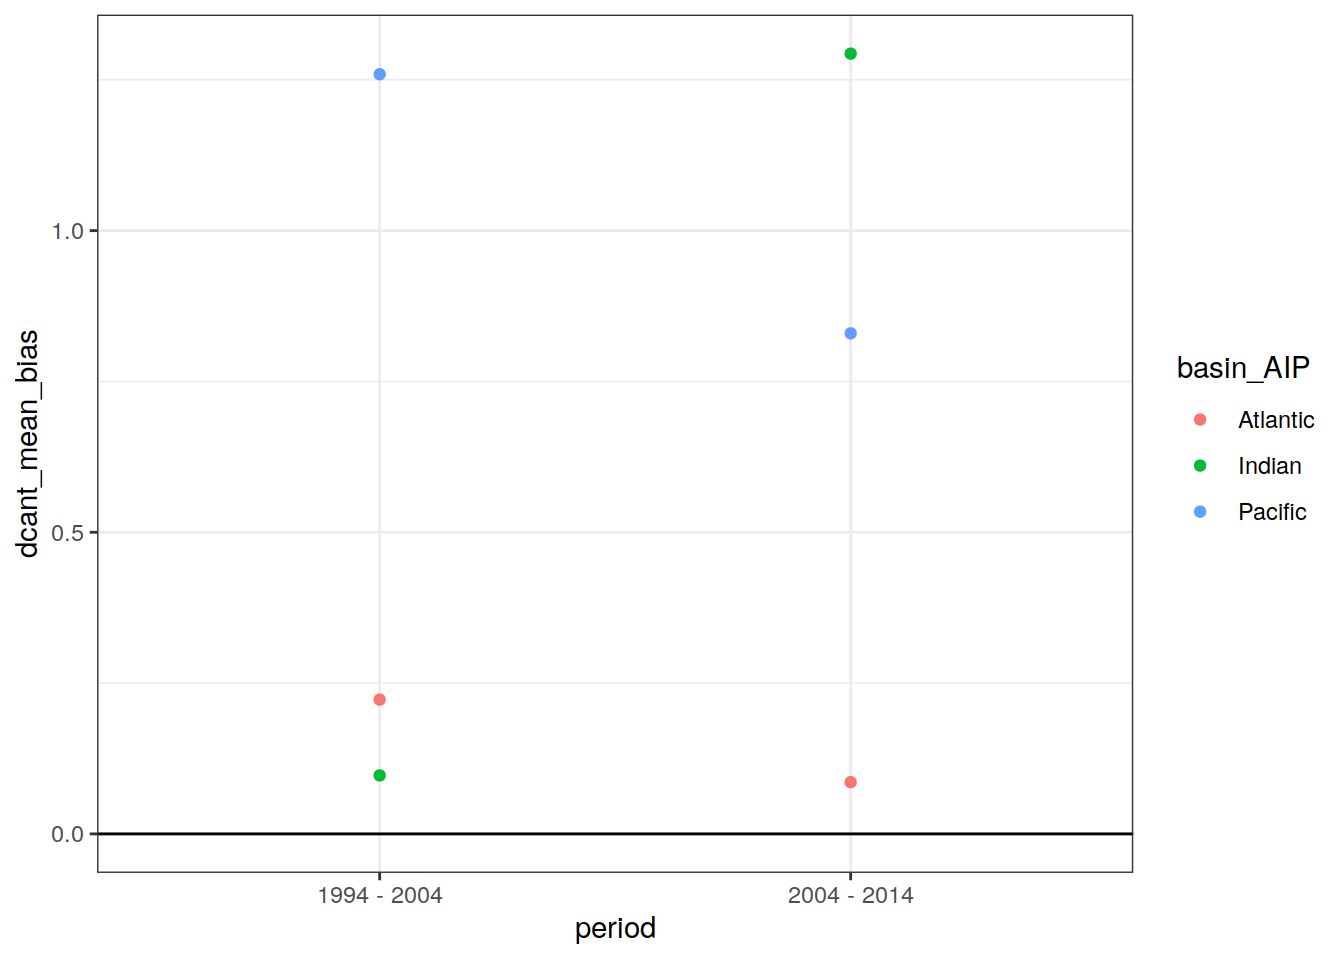 dcant_mean_bias
1.0
0.5
0.0
1994 - 2004
2004 - 2014
period
basin_AIP
Atlantic
Indian
Pacific